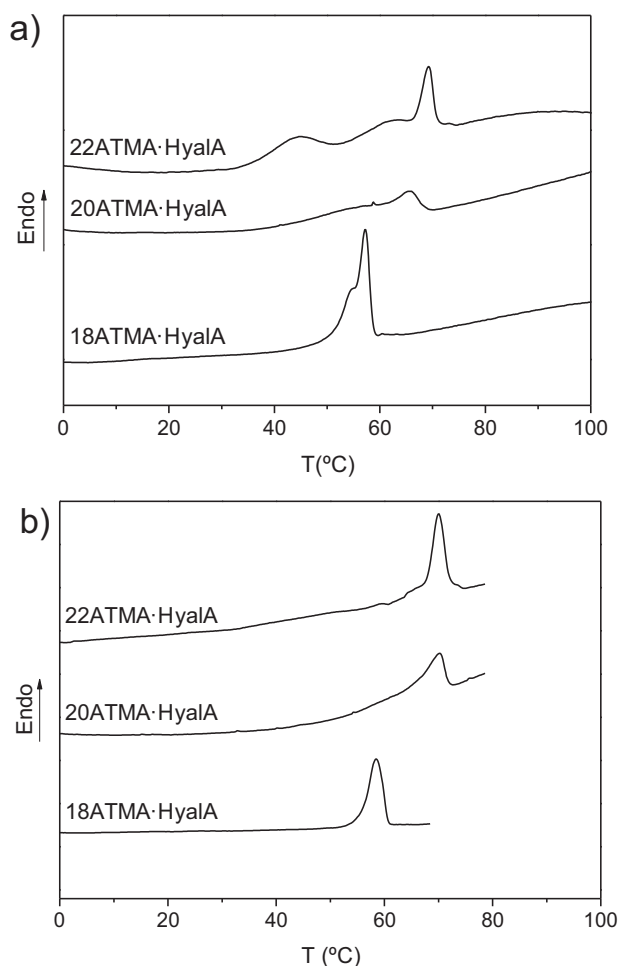 a)
22ATMA·HyalA
20ATMA·HyalA
18ATMA·HyalA
Endo
0 20 40 60 80 100
T(ºC)
b)
22ATMA·HyalA
20ATMA·HyalA
18ATMA·HyalA
Endo
0 20 40 60 80 100
T (ºC)